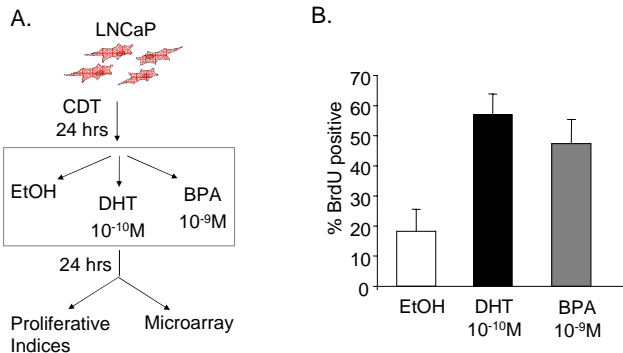 A.
LNCaP
CDT
24 hrs
EtOH
DHT
10⁻¹⁰M
BPA
10⁻⁹M
24 hrs
Proliferative
Indices
Microarray
B.
% BrdU positive
70
60
50
40
30
20
10
0
EtOH
DHT
10⁻¹⁰M
BPA
10⁻⁹M